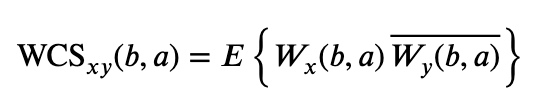 WCS_{xy}(b, a) = E { W_x(b, a) \overline{W_y(b, a)} }